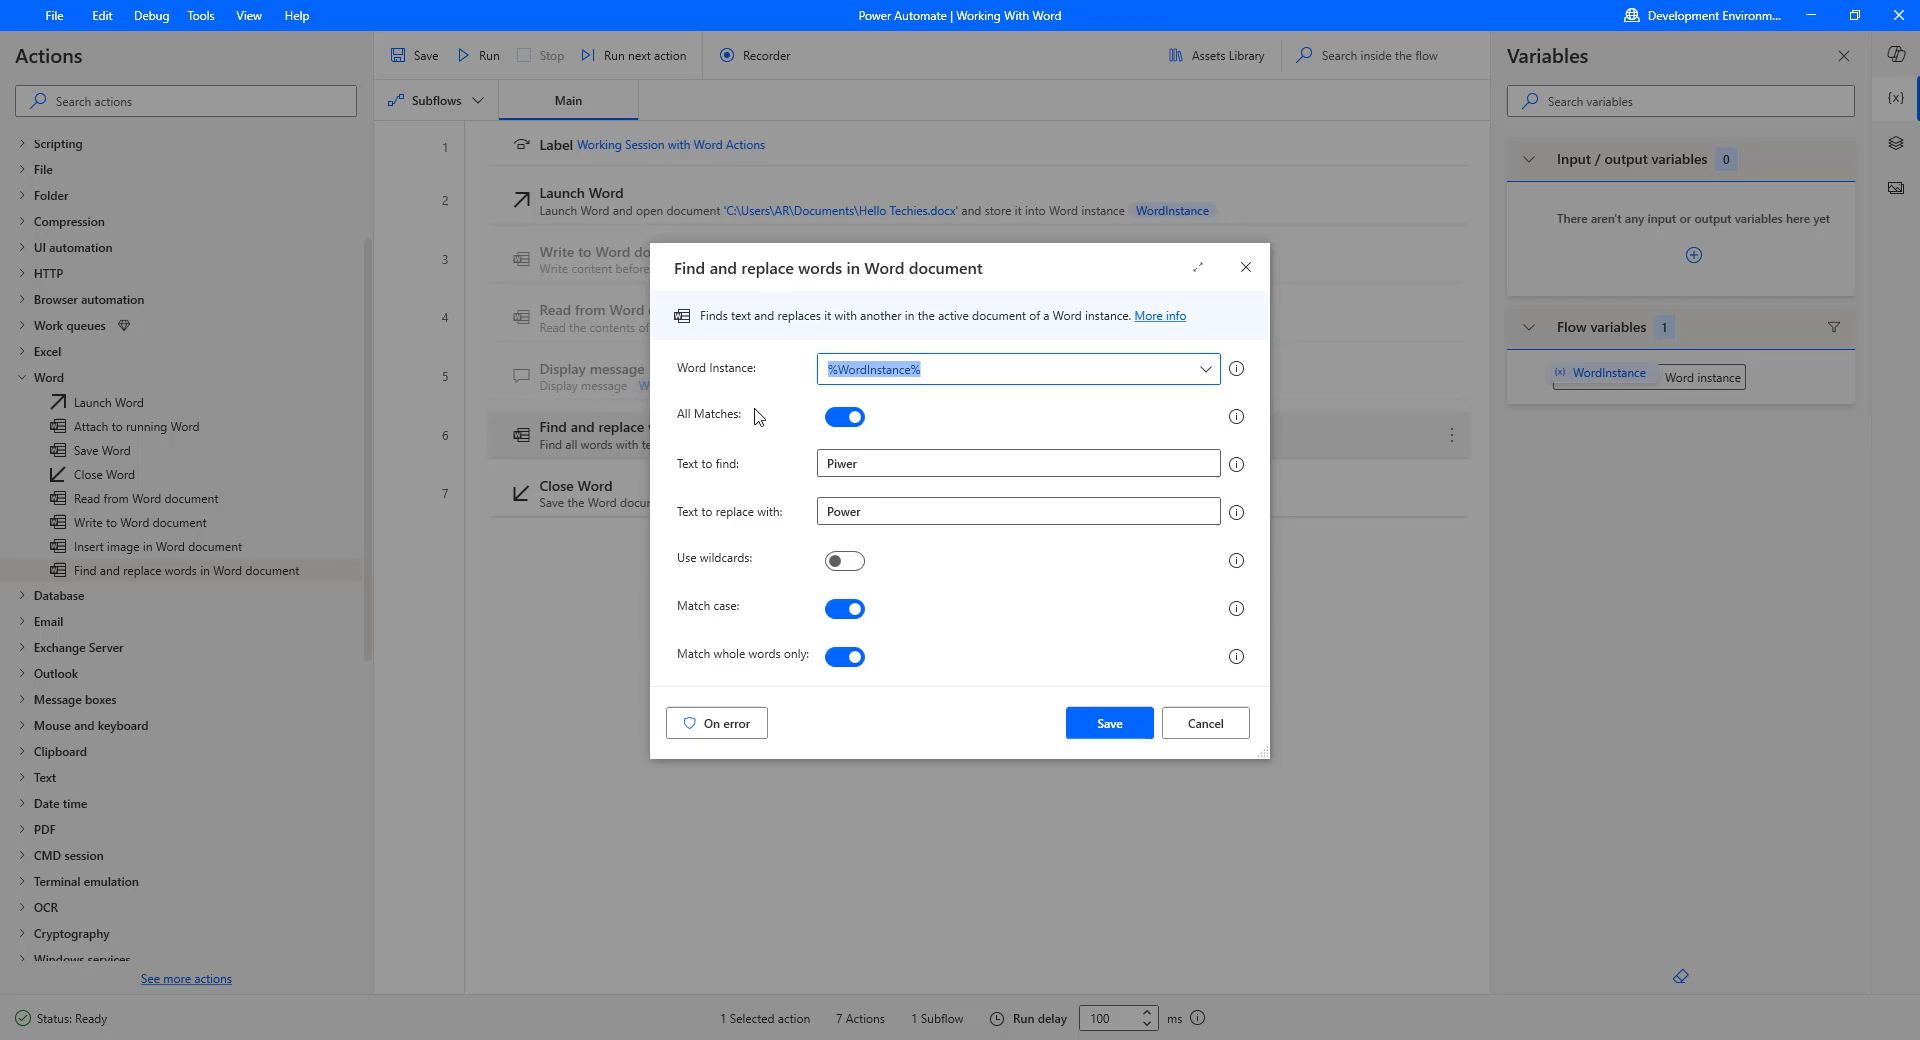 File Edit Debug Tools View Help
Power Automate | Working With Word
Development Environm...
Actions
Search actions
Scripting
File
Folder
Compression
UI automation
HTTP
Browser automation
Work queues
Excel
Word
Launch Word
Attach to running Word
Save Word
Close Word
Read from Word document
Write to Word document
Insert image in Word document
Find and replace words in Word document
Database
Email
Exchange Server
Outlook
Message boxes
Mouse and keyboard
Clipboard
Text
Date time
PDF
CMD session
Terminal emulation
OCR
Cryptography
Windows services
See more actions
Save Run Stop Run next action Recorder
Assets Library Search inside the flow
Subflows Main
1 Label Working Session with Word Actions
2 Launch Word
Launch Word and open document 'C:\Users\AR\Documents\Hello Techies.docx' and store it into Word instance WordInstance
3 Write to Word do
Write content before
4 Read from Word
Read the contents of
5 Display message
Display message W
6 Find and replace
Find all words with te
7 Close Word
Save the Word docu
Find and replace words in Word document
Finds text and replaces it with another in the active document of a Word instance. More info
Word Instance: %WordInstance%
All Matches:
Text to find: Piwer
Text to replace with: Power
Use wildcards:
Match case:
Match whole words only:
On error Save Cancel
Variables
Search variables
Input / output variables 0
There aren't any input or output variables here yet
Flow variables 1
(x) WordInstance Word instance
{x}
Status: Ready 1 Selected action 7 Actions 1 Subflow Run delay 100 ms